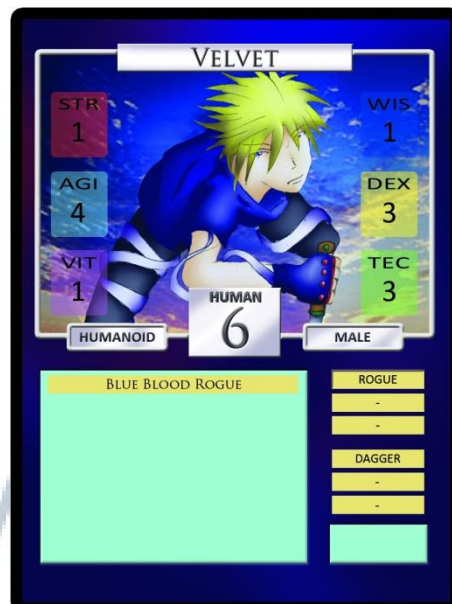 VELVET
STR
1
WIS
1
AGI
4
DEX
3
VIT
1
TEC
3
HUMAN
6
HUMANOID
MALE
BLUE BLOOD ROGUE
ROGUE
-
-
DAGGER
-
-